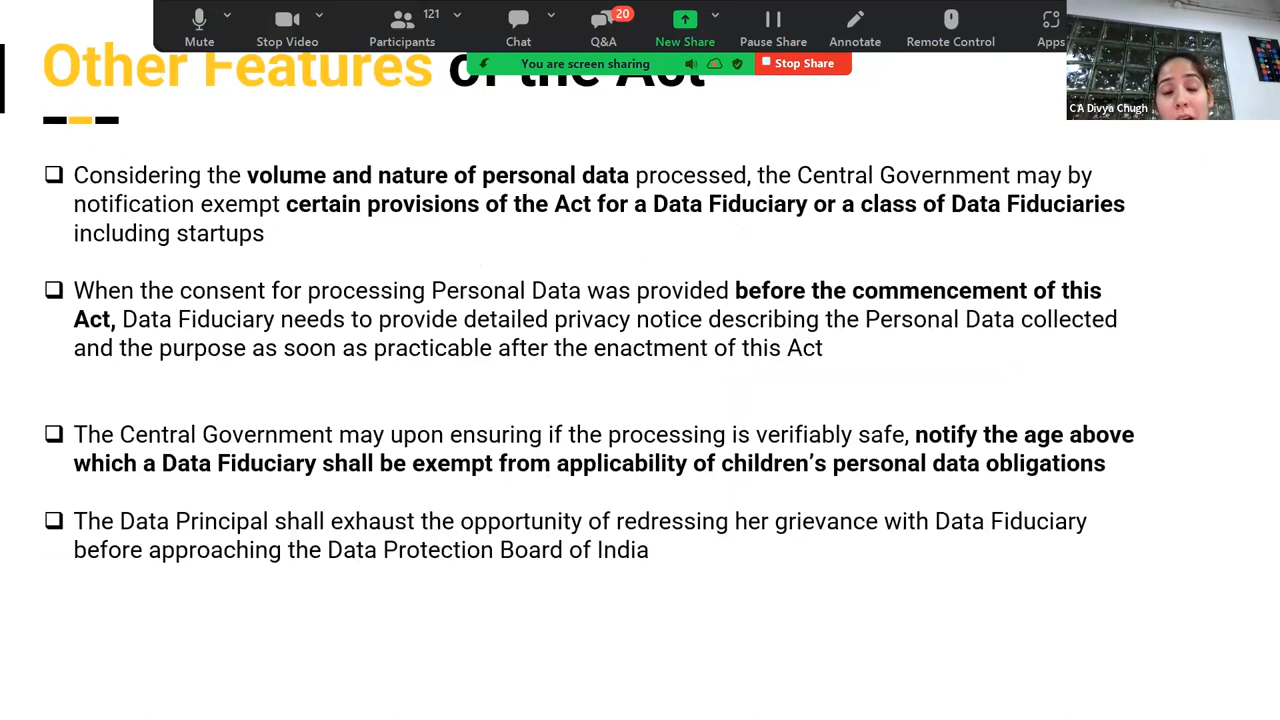 121
20
Mute
Stop Video
Participants
Chat
Q&A
New Share
Pause Share
Annotate
Remote Control
Apps
You are screen sharing
Stop Share
CA Divya Chugh
Other Features of the Act
Considering the volume and nature of personal data processed, the Central Government may by
notification exempt certain provisions of the Act for a Data Fiduciary or a class of Data Fiduciaries
including startups
When the consent for processing Personal Data was provided before the commencement of this
Act, Data Fiduciary needs to provide detailed privacy notice describing the Personal Data collected
and the purpose as soon as practicable after the enactment of this Act
The Central Government may upon ensuring if the processing is verifiably safe, notify the age above
which a Data Fiduciary shall be exempt from applicability of children’s personal data obligations
The Data Principal shall exhaust the opportunity of redressing her grievance with Data Fiduciary
before approaching the Data Protection Board of India